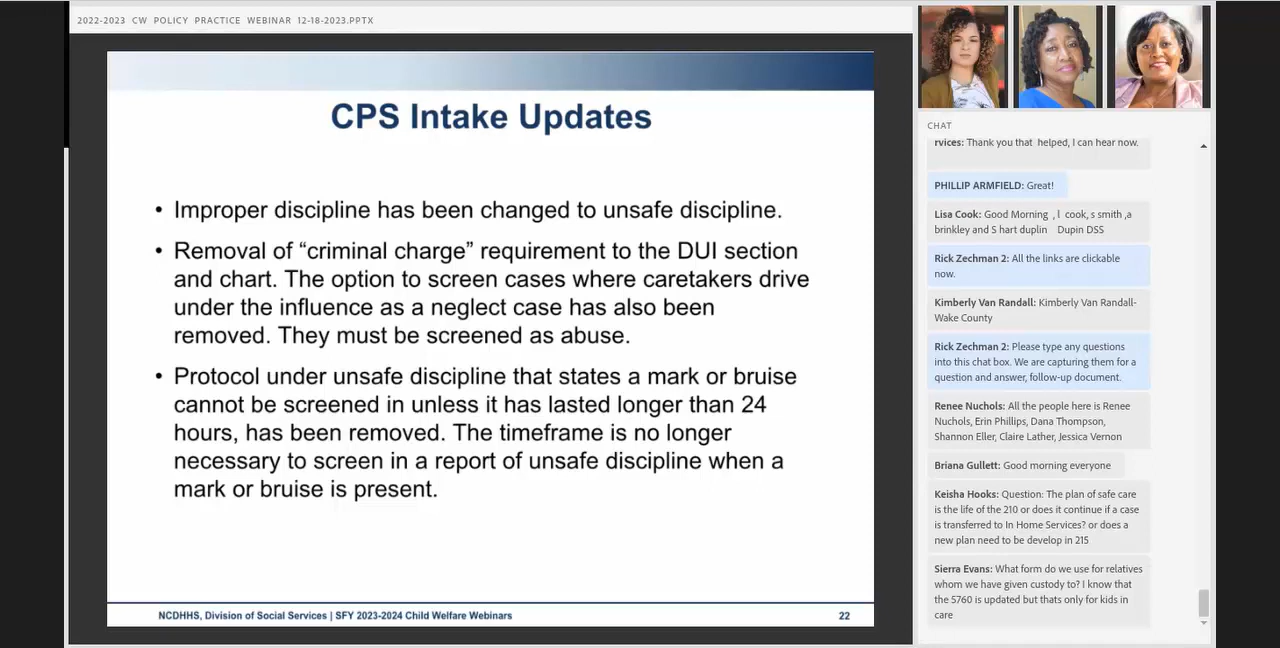 2022-2023 CW POLICY PRACTICE WEBINAR 12-18-2023.PPTX
CPS Intake Updates
• Improper discipline has been changed to unsafe discipline.
• Removal of “criminal charge” requirement to the DUI section
and chart. The option to screen cases where caretakers drive
under the influence as a neglect case has also been
removed. They must be screened as abuse.
• Protocol under unsafe discipline that states a mark or bruise
cannot be screened in unless it has lasted longer than 24
hours, has been removed. The timeframe is no longer
necessary to screen in a report of unsafe discipline when a
mark or bruise is present.
NCDHHS, Division of Social Services | SFY 2023-2024 Child Welfare Webinars
22
CHAT
rvices: Thank you that helped, I can hear now.
PHILLIP ARMFIELD: Great!
Lisa Cook: Good Morning , l cook, s smith ,a
brinkley and S hart duplin Dupin DSS
Rick Zechman 2: All the links are clickable
now.
Kimberly Van Randall: Kimberly Van Randall-
Wake County
Rick Zechman 2: Please type any questions
into this chat box. We are capturing them for a
question and answer, follow-up document.
Renee Nuchols: All the people here is Renee
Nuchols, Erin Phillips, Dana Thompson,
Shannon Eller, Claire Lather, Jessica Vernon
Briana Gullett: Good morning everyone
Keisha Hooks: Question: The plan of safe care
is the life of the 210 or does it continue if a case
is transferred to In Home Services? or does a
new plan need to be develop in 215
Sierra Evans: What form do we use for relatives
whom we have given custody to? I know that
the 5760 is updated but thats only for kids in
care